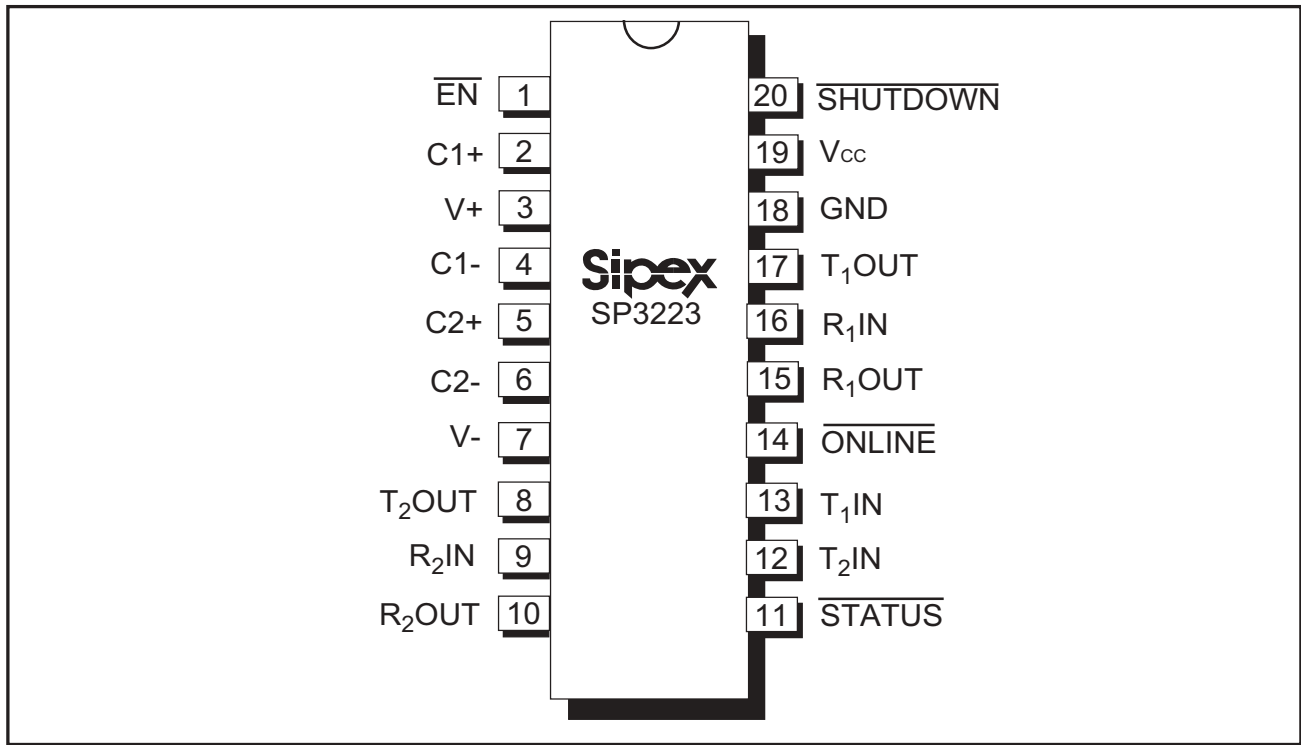 EN 1
C1+ 2
V+ 3
C1- 4
C2+ 5
C2- 6
V- 7
T2OUT 8
R2IN 9
R2OUT 10
Sipex
SP3223
20 SHUTDOWN
19 VCC
18 GND
17 T1OUT
16 R1IN
15 R1OUT
14 ONLINE
13 T1IN
12 T2IN
11 STATUS